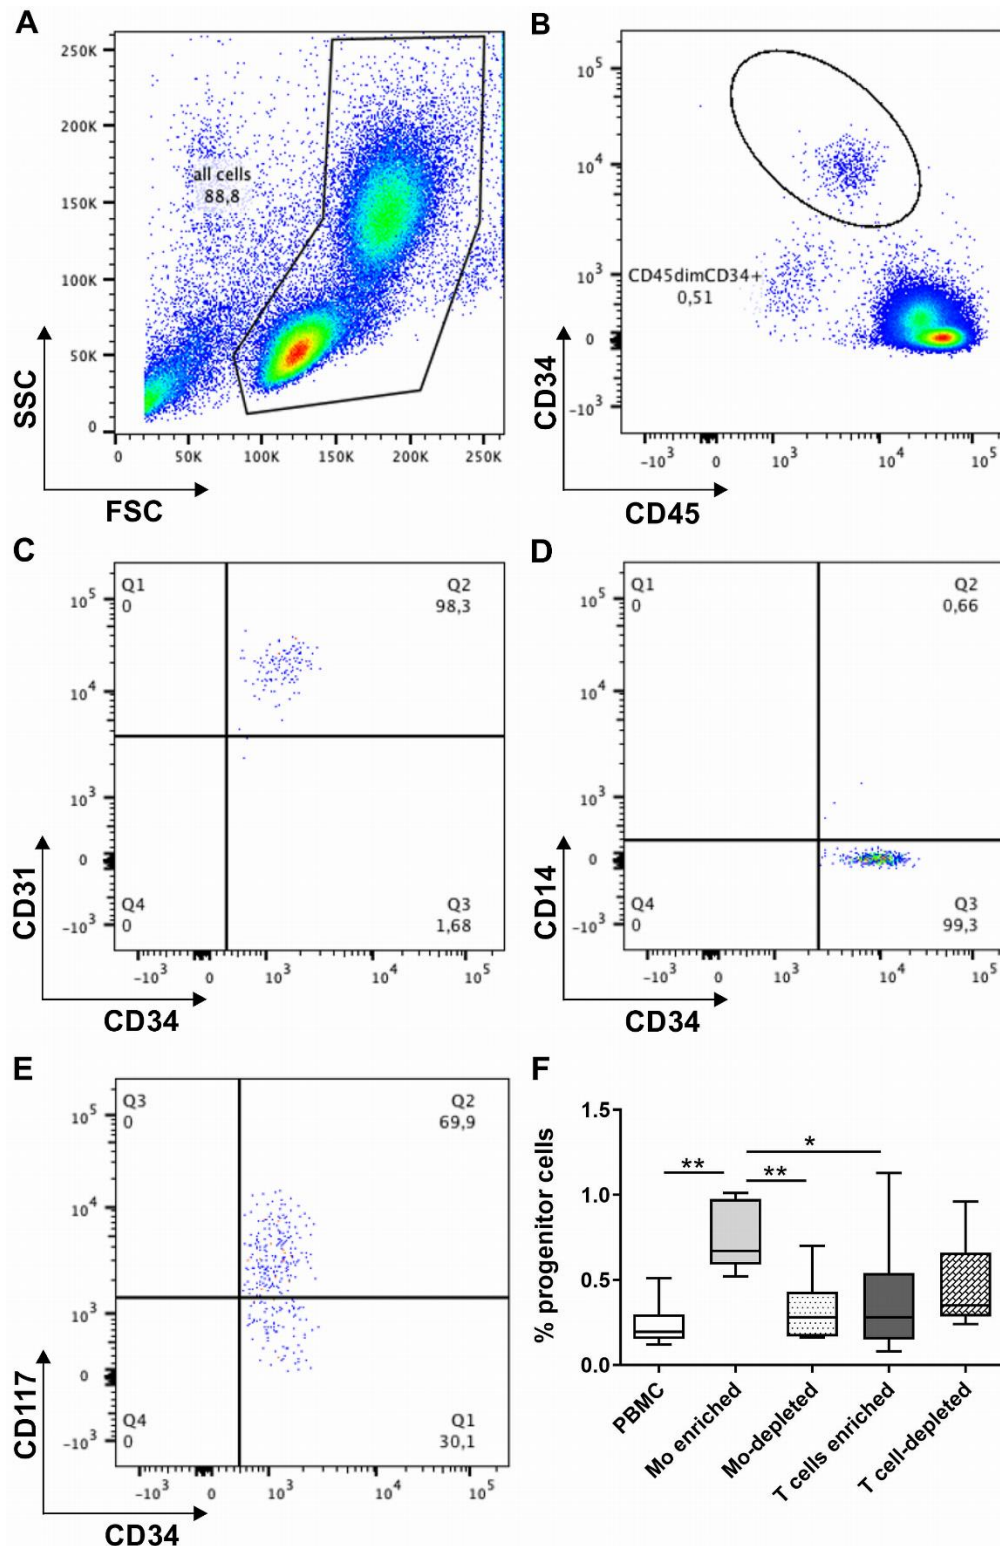 A
250K
200K
150K
100K
50K
0
all cells
88,8
SSC
0 50K 100K 150K 200K 250K
FSC
B
10^5
10^4
10^3
0
-10^3
CD45dimCD34+
0,51
CD34
-10^3 0 10^3 10^4 10^5
CD45
C
Q1
0
Q2
98,3
10^5
10^4
10^3
0
-10^3
Q4
0
Q3
1,68
CD31
-10^3 0 10^3 10^4 10^5
CD34
D
Q1
0
Q2
0,66
10^5
10^4
10^3
0
-10^3
Q4
0
Q3
99,3
CD14
-10^3 0 10^3 10^4 10^5
CD34
E
Q3
0
Q2
69,9
10^5
10^4
10^3
0
-10^3
Q4
0
Q1
30,1
CD117
-10^3 0 10^3 10^4 10^5
CD34
F
% progenitor cells
1.5
1.0
0.5
0.0
**
**
*
PBMC
Mo enriched
Mo-depleted
T cells enriched
T cell-depleted